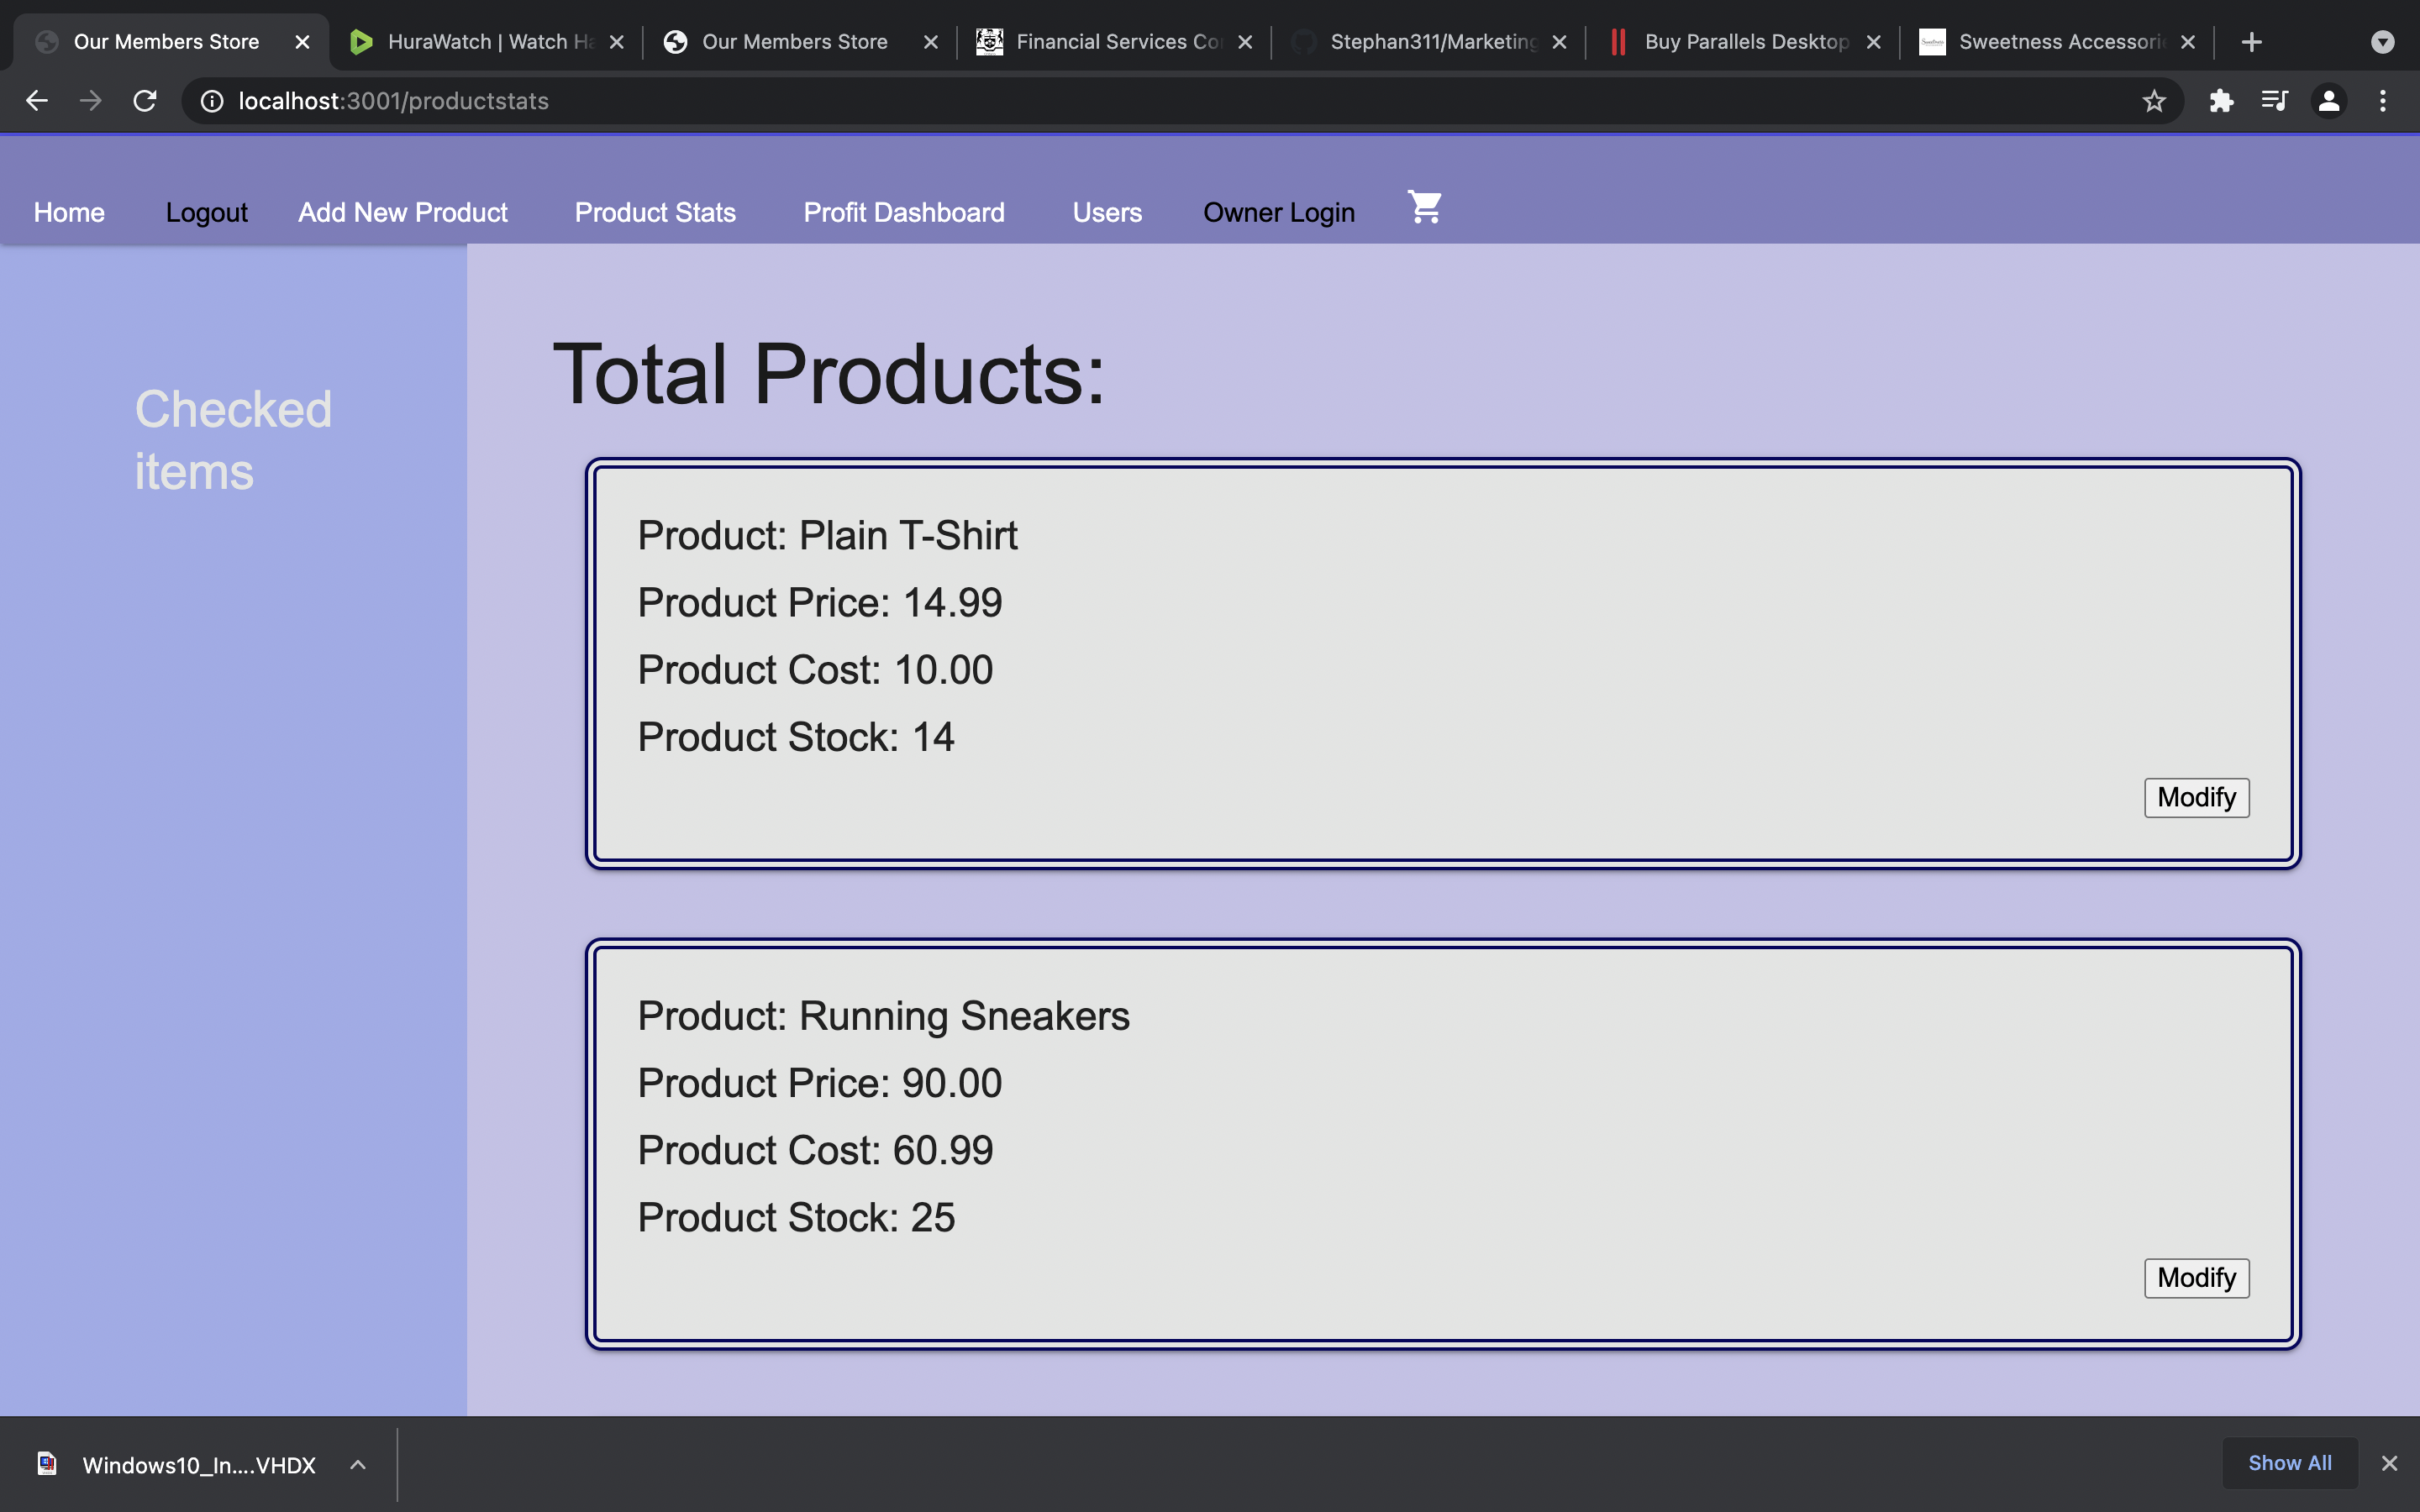 Our Members Store
HuraWatch | Watch Ha
Our Members Store
Financial Services Cor
Stephan311/Marketing
Buy Parallels Desktop
Sweetness Accessorie
localhost:3001/productstats
Home
Logout
Add New Product
Product Stats
Profit Dashboard
Users
Owner Login
Checked
items
Total Products:
Product: Plain T-Shirt
Product Price: 14.99
Product Cost: 10.00
Product Stock: 14
Modify
Product: Running Sneakers
Product Price: 90.00
Product Cost: 60.99
Product Stock: 25
Modify
Windows10_In....VHDX
Show All